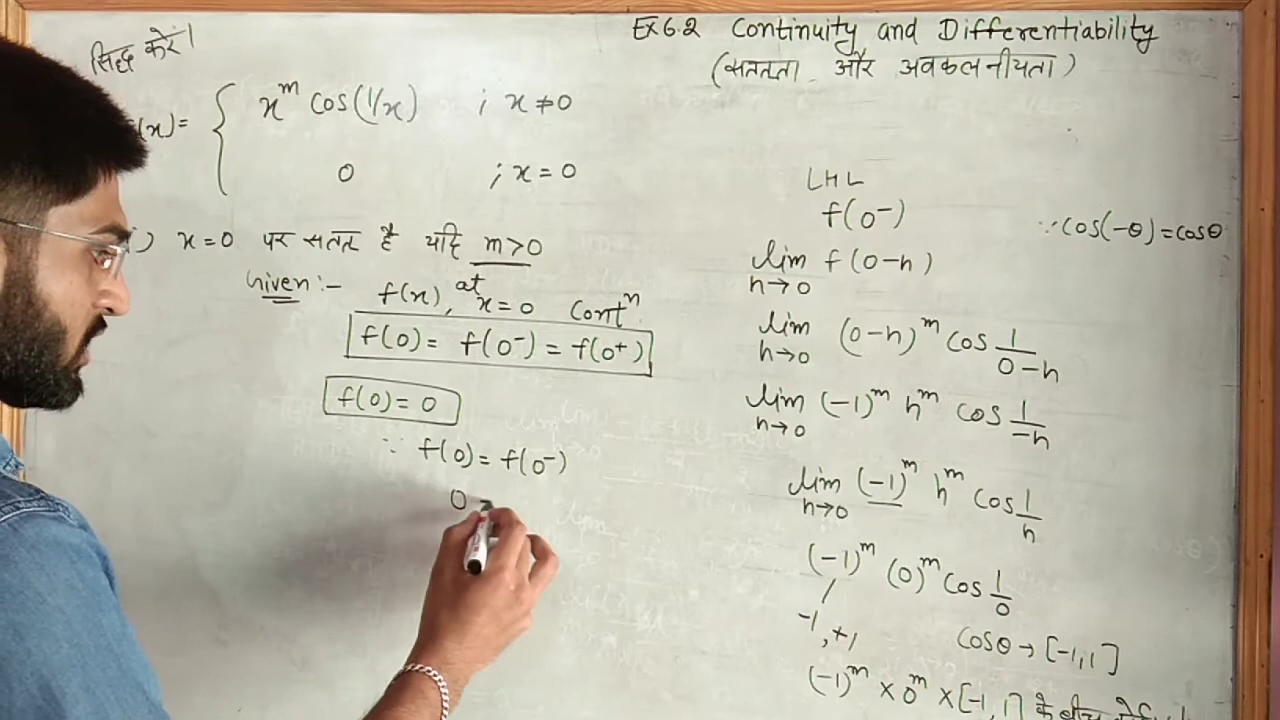 Ex 6.2 Continuity and Differentiability
(सततता और अवकलनीयता)
सिद्ध करें।
(x) = { x^m cos(1/x) ; x ≠ 0
0 ; x = 0
) x = 0 पर सतत है यदि m > 0
Given :- f(x), at x = 0 Cont^n
f(0) = f(0^-) = f(0^+)
f(0) = 0
∵ f(0) = f(0^-)
0
LHL
f(0^-)
∵ cos(-θ) = cosθ
lim h→0 f(0-h)
lim h→0 (0-h)^m cos 1/(0-h)
lim h→0 (-1)^m h^m cos 1/(-h)
lim h→0 (-1)^m h^m cos 1/h
(-1)^m (0)^m cos 1/0
-1, +1
cosθ → [-1, 1]
(-1)^m × 0^m × [-1, 1] के बीच